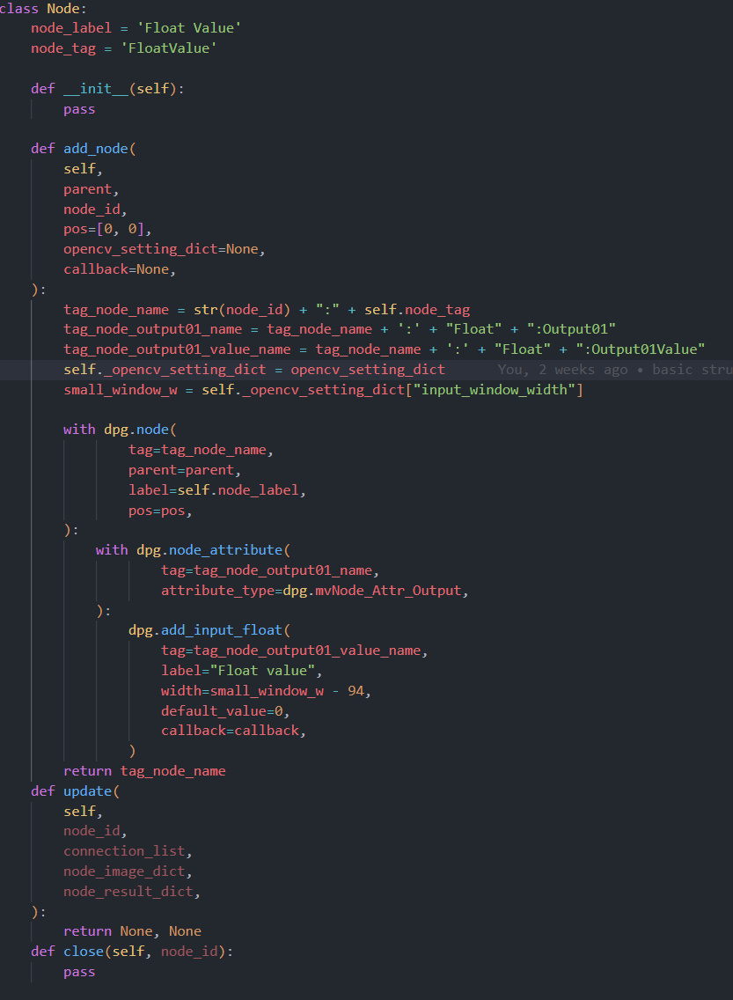 class Node:
    node_label = 'Float Value'
    node_tag = 'FloatValue'

    def __init__(self):
        pass

    def add_node(
        self,
        parent,
        node_id,
        pos=[0, 0],
        opencv_setting_dict=None,
        callback=None,
    ):
        tag_node_name = str(node_id) + ":" + self.node_tag
        tag_node_output01_name = tag_node_name + ':' + "Float" + ":Output01"
        tag_node_output01_value_name = tag_node_name + ':' + "Float" + ":Output01Value"
        self._opencv_setting_dict = opencv_setting_dict      You, 2 weeks ago • basic stru
        small_window_w = self._opencv_setting_dict["input_window_width"]

        with dpg.node(
                tag=tag_node_name,
                parent=parent,
                label=self.node_label,
                pos=pos,
        ):
            with dpg.node_attribute(
                    tag=tag_node_output01_name,
                    attribute_type=dpg.mvNode_Attr_Output,
            ):
                dpg.add_input_float(
                    tag=tag_node_output01_value_name,
                    label="Float value",
                    width=small_window_w - 94,
                    default_value=0,
                    callback=callback,
                )
        return tag_node_name
    def update(
        self,
        node_id,
        connection_list,
        node_image_dict,
        node_result_dict,
    ):
        return None, None
    def close(self, node_id):
        pass